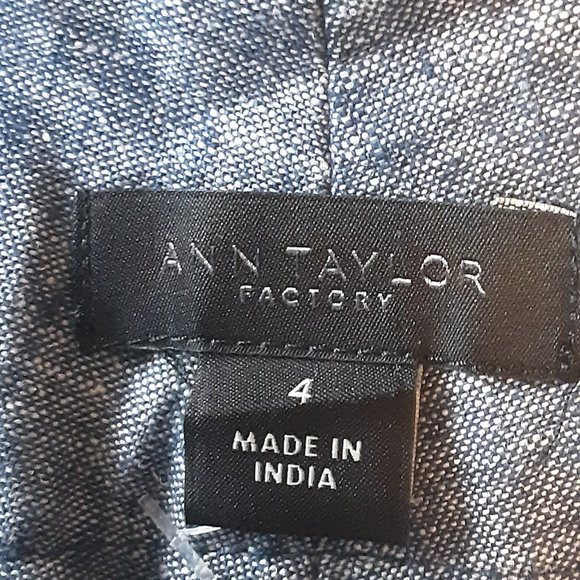 ANN TAYLOR
FACTORY
4
MADE IN
INDIA